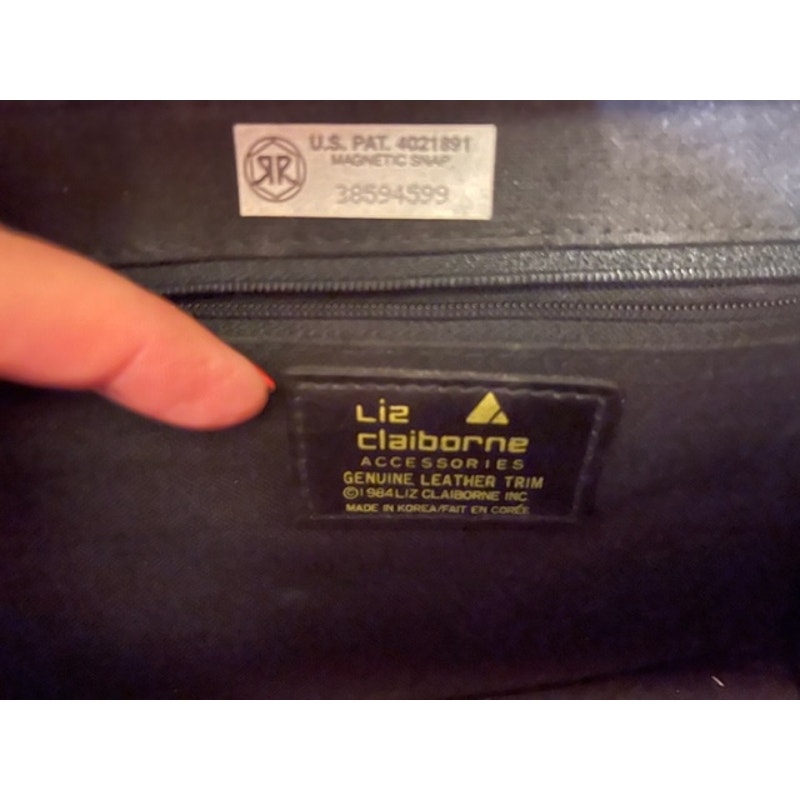 U.S. PAT. 4021891
MAGNETIC SNAP
RR
38594599
Liz
claiborne
ACCESSORIES
GENUINE LEATHER TRIM
©1984 LIZ CLAIBORNE INC.
MADE IN KOREA/FAIT EN CORÉE